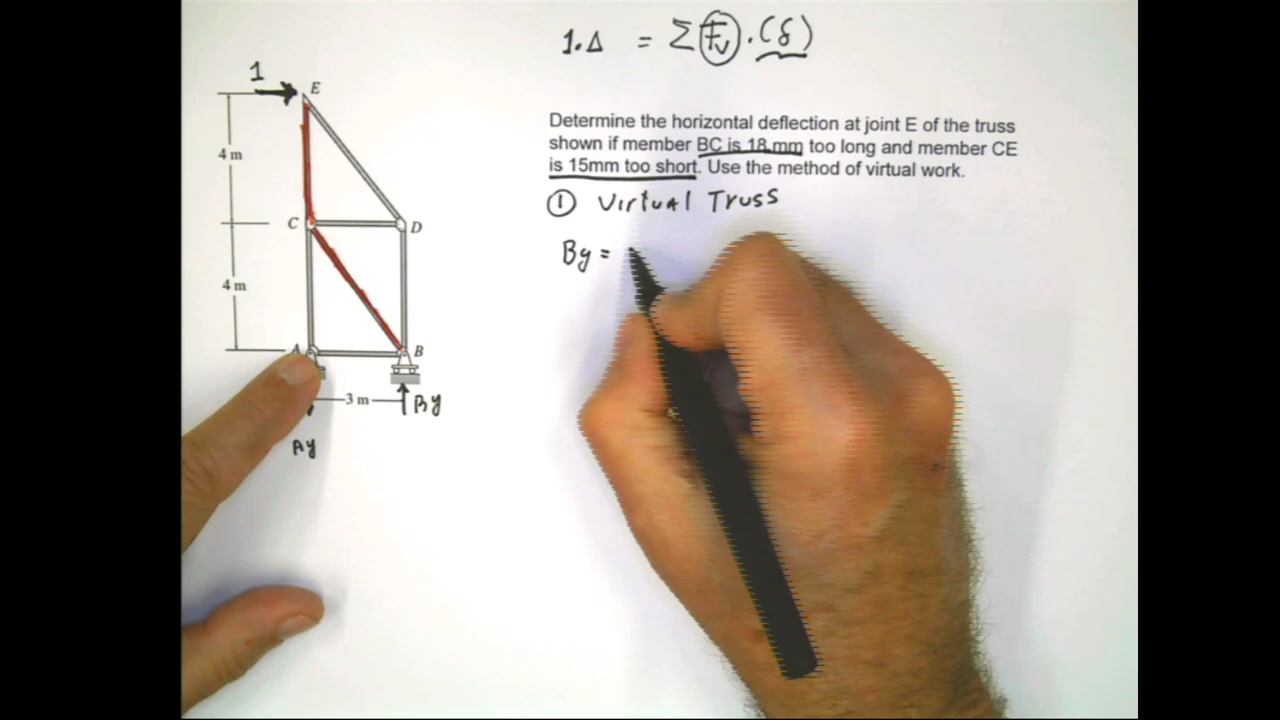 1.Δ = Σ(Fv).(δ)
1
E
Determine the horizontal deflection at joint E of the truss
shown if member BC is 18 mm too long and member CE
is 15mm too short. Use the method of virtual work.
4 m
① Virtual Truss
C
D
By =
4 m
A
B
3 m
By
Ay